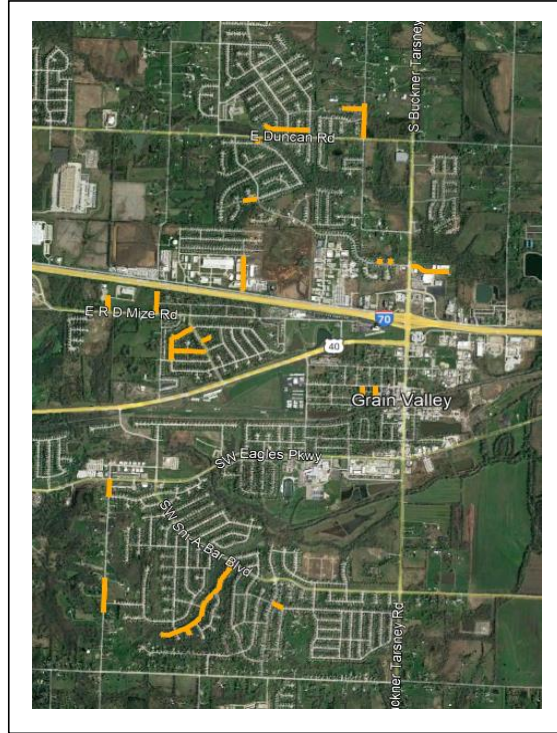 S Buckner Tarsney
E Duncan Rd
E R D Mize Rd
70
40
Grain Valley
SW Eagles Pkwy
SW Sni-A-Bar Blvd
ckner Tarsney Rd